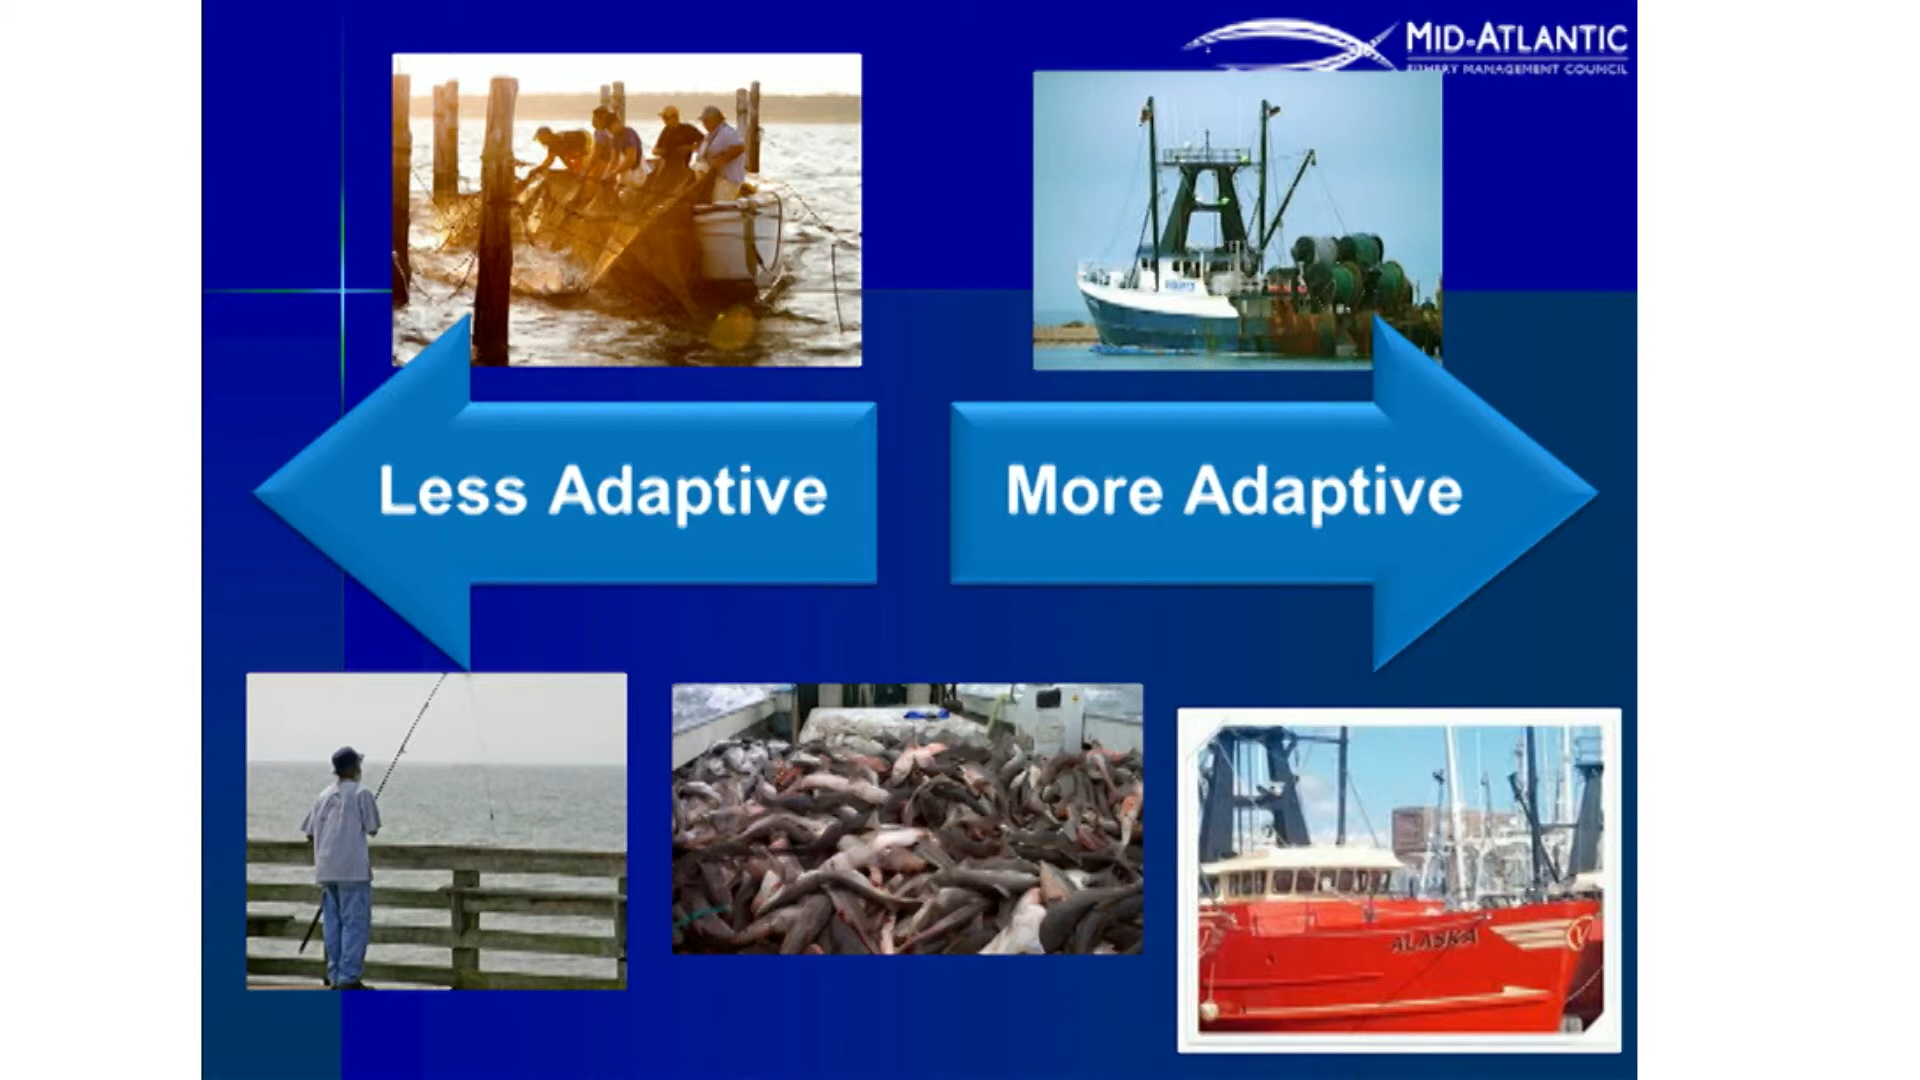 MID-ATLANTIC
FISHERY MANAGEMENT COUNCIL
Less Adaptive
More Adaptive
ALASKA